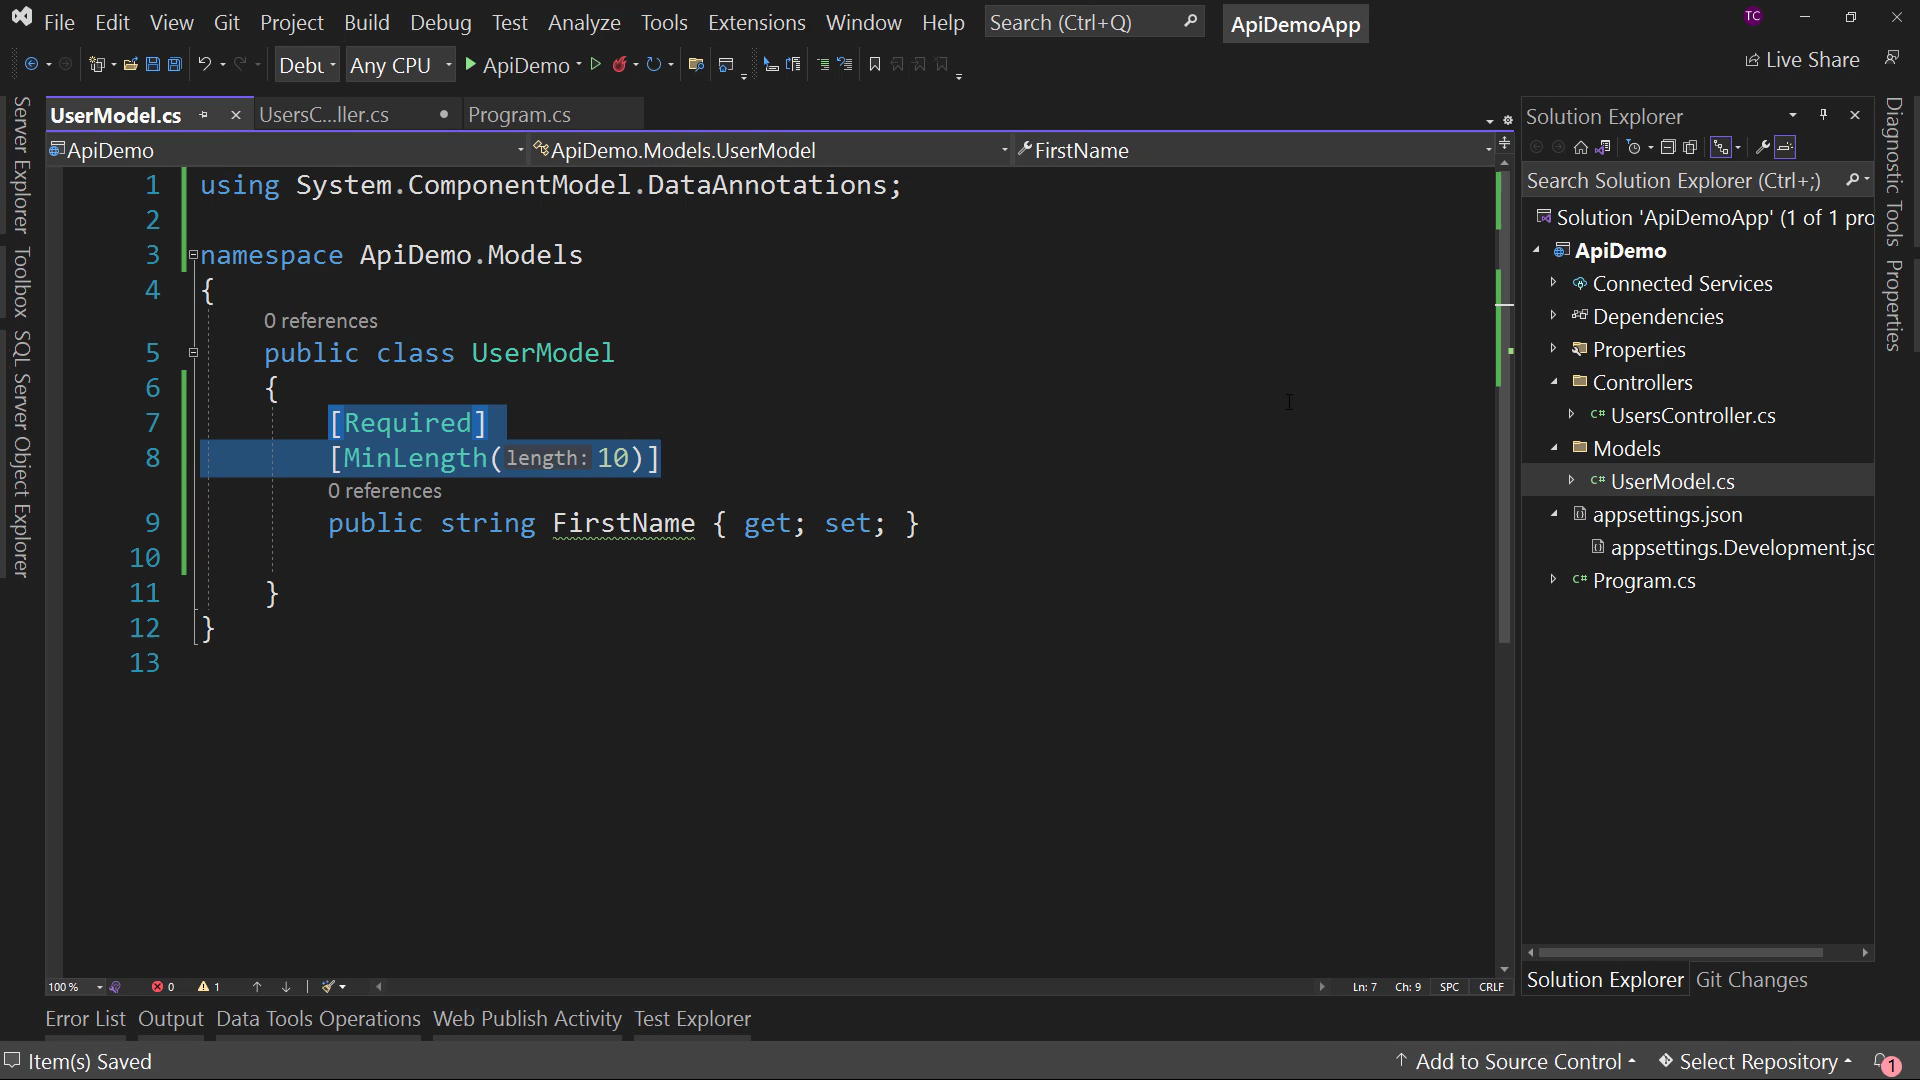 File Edit View Git Project Build Debug Test Analyze Tools Extensions Window Help Search (Ctrl+Q) ApiDemoApp TC
Debu Any CPU ApiDemo Live Share
UserModel.cs UsersC...ller.cs Program.cs
ApiDemo ApiDemo.Models.UserModel FirstName
1 using System.ComponentModel.DataAnnotations;
2
3 namespace ApiDemo.Models
4 {
0 references
5 public class UserModel
6 {
7 [Required]
8 [MinLength(length: 10)]
0 references
9 public string FirstName { get; set; }
10
11 }
12 }
13
100 % 0 1 Ln: 7 Ch: 9 SPC CRLF
Server Explorer
Toolbox
SQL Server Object Explorer
Solution Explorer
Search Solution Explorer (Ctrl+;)
Solution 'ApiDemoApp' (1 of 1 pro
ApiDemo
Connected Services
Dependencies
Properties
Controllers
C# UsersController.cs
Models
C# UserModel.cs
appsettings.json
appsettings.Development.jsc
C# Program.cs
Solution Explorer Git Changes
Diagnostic Tools
Properties
Error List Output Data Tools Operations Web Publish Activity Test Explorer
Item(s) Saved Add to Source Control Select Repository 1